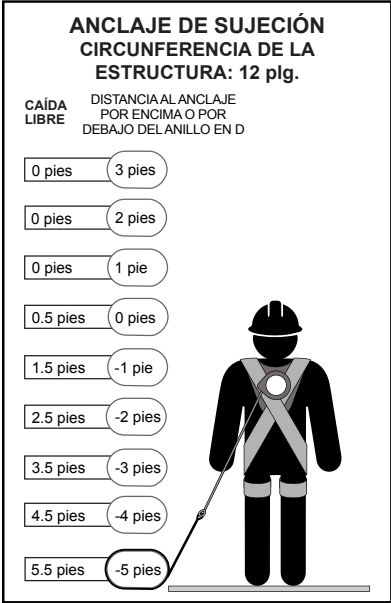 ANCLAJE DE SUJECIÓN
CIRCUNFERENCIA DE LA
ESTRUCTURA: 12 plg.
CAÍDA
LIBRE
DISTANCIA AL ANCLAJE
POR ENCIMA O POR
DEBAJO DEL ANILLO EN D
0 pies 3 pies
0 pies 2 pies
0 pies 1 pie
0.5 pies 0 pies
1.5 pies -1 pie
2.5 pies -2 pies
3.5 pies -3 pies
4.5 pies -4 pies
5.5 pies -5 pies